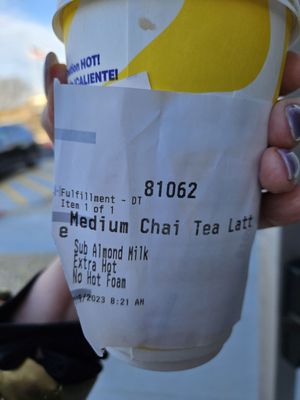 HOT!
¡CALIENTE!
Fulfillment - DT 81062
Item 1 of 1
Medium Chai Tea Latt
e
Sub Almond Milk
Extra Hot
No Hot Foam
/2023 8:21 AM